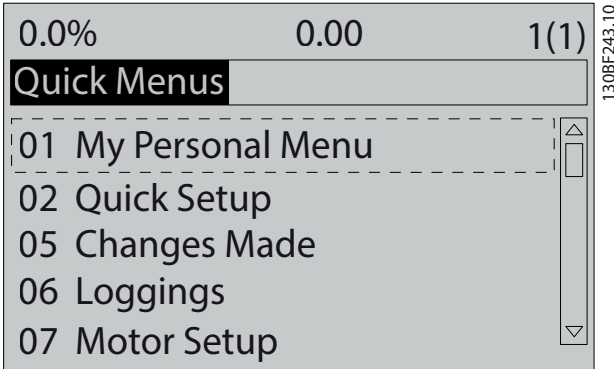 0.0% 0.00 1(1)
Quick Menus
01 My Personal Menu
02 Quick Setup
05 Changes Made
06 Loggings
07 Motor Setup
130BF243.10